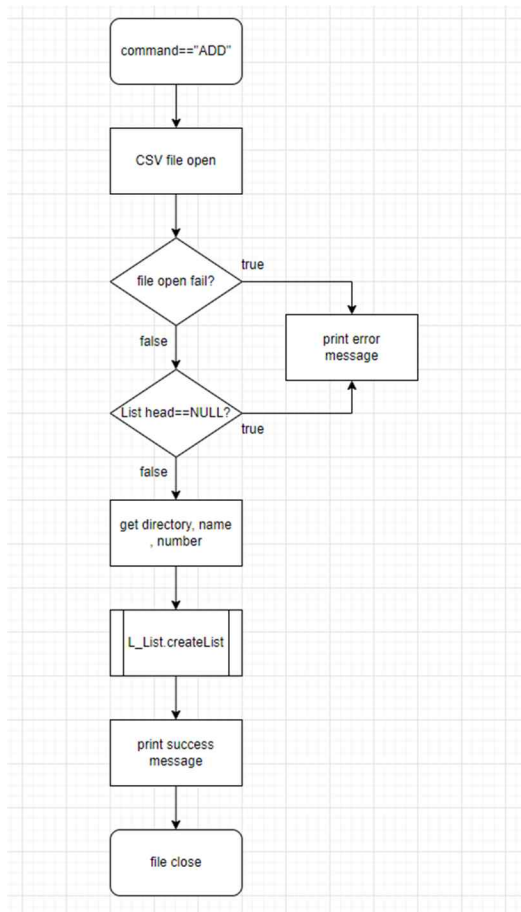 command=="ADD"
CSV file open
file open fail?
true
false
print error
message
List head==NULL?
true
false
get directory, name
, number
L_List.createList
print success
message
file close